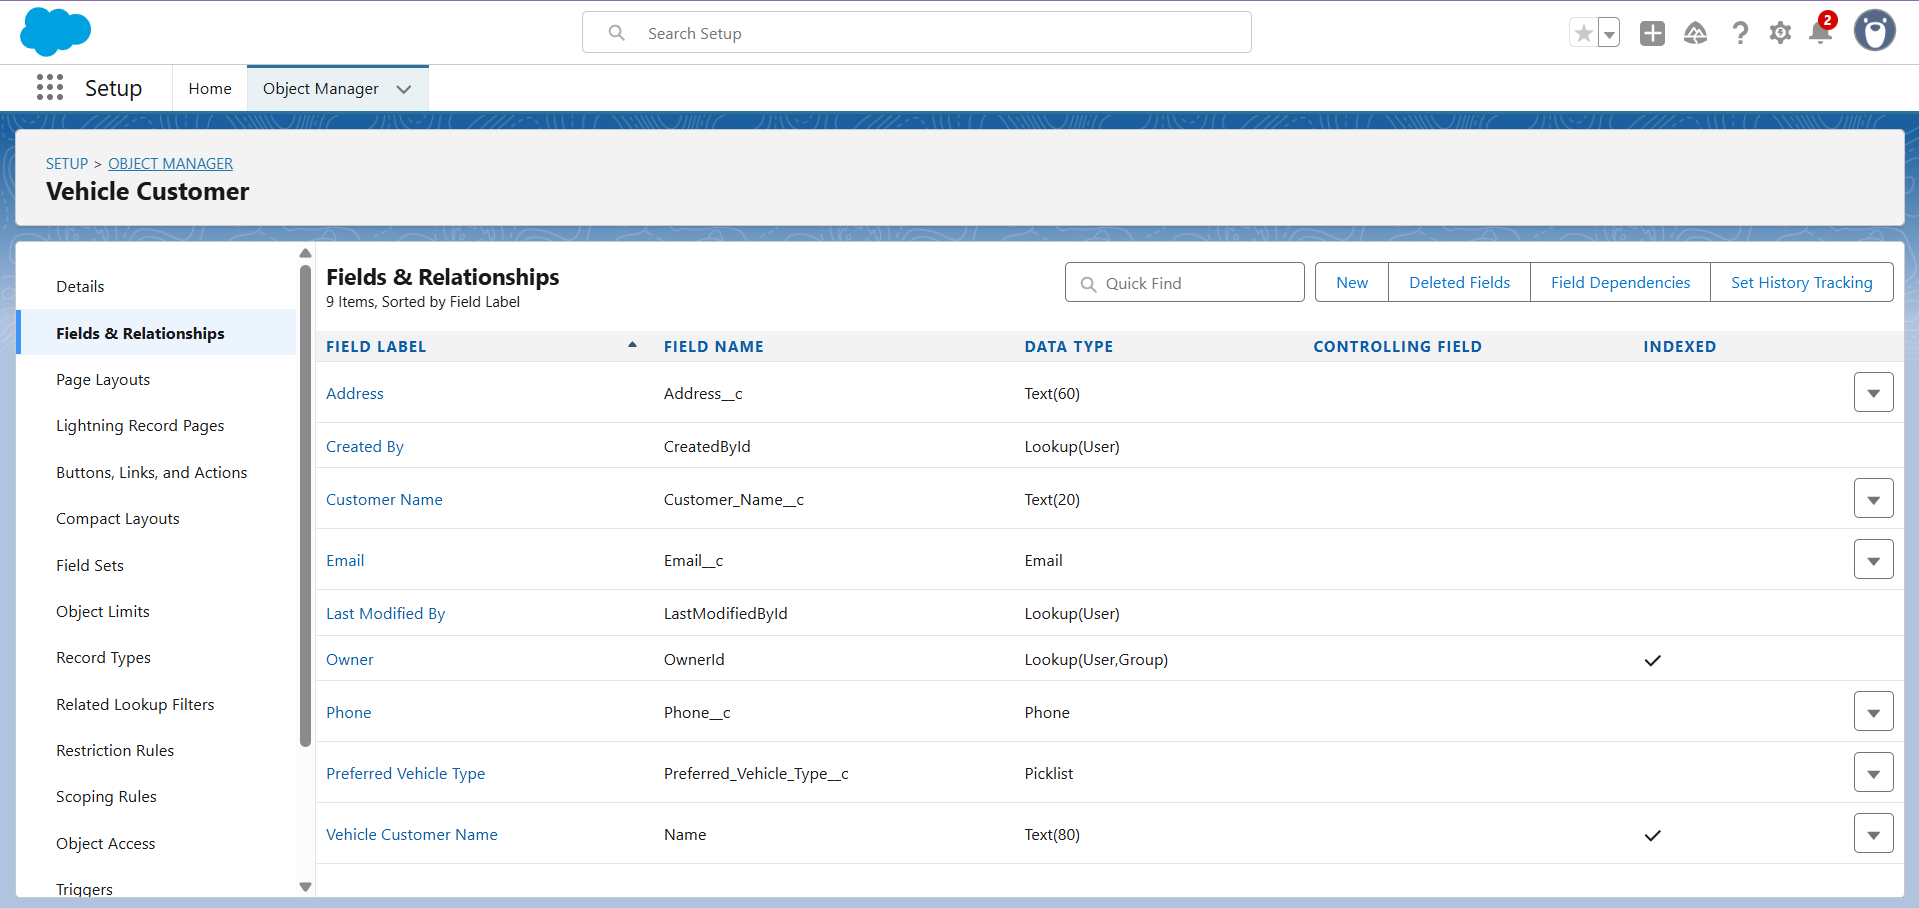 Search Setup
2
Setup
Home
Object Manager
SETUP > OBJECT MANAGER
Vehicle Customer
Details
Fields & Relationships
Page Layouts
Lightning Record Pages
Buttons, Links, and Actions
Compact Layouts
Field Sets
Object Limits
Record Types
Related Lookup Filters
Restriction Rules
Scoping Rules
Object Access
Triggers
Fields & Relationships
9 Items, Sorted by Field Label
Quick Find
New
Deleted Fields
Field Dependencies
Set History Tracking
FIELD LABEL FIELD NAME DATA TYPE CONTROLLING FIELD INDEXED
Address Address__c Text(60)
Created By CreatedById Lookup(User)
Customer Name Customer_Name__c Text(20)
Email Email__c Email
Last Modified By LastModifiedById Lookup(User)
Owner OwnerId Lookup(User,Group)
Phone Phone__c Phone
Preferred Vehicle Type Preferred_Vehicle_Type__c Picklist
Vehicle Customer Name Name Text(80)